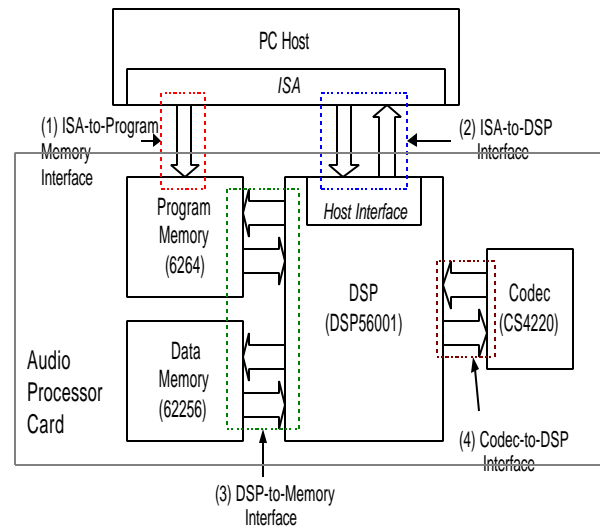 PC Host
ISA
(1) ISA-to-Program
Memory
Interface
(2) ISA-to-DSP
Interface
Program
Memory
(6264)
Host Interface
DSP
(DSP56001)
Codec
(CS4220)
Data
Memory
(62256)
Audio
Processor
Card
(4) Codec-to-DSP
Interface
(3) DSP-to-Memory
Interface